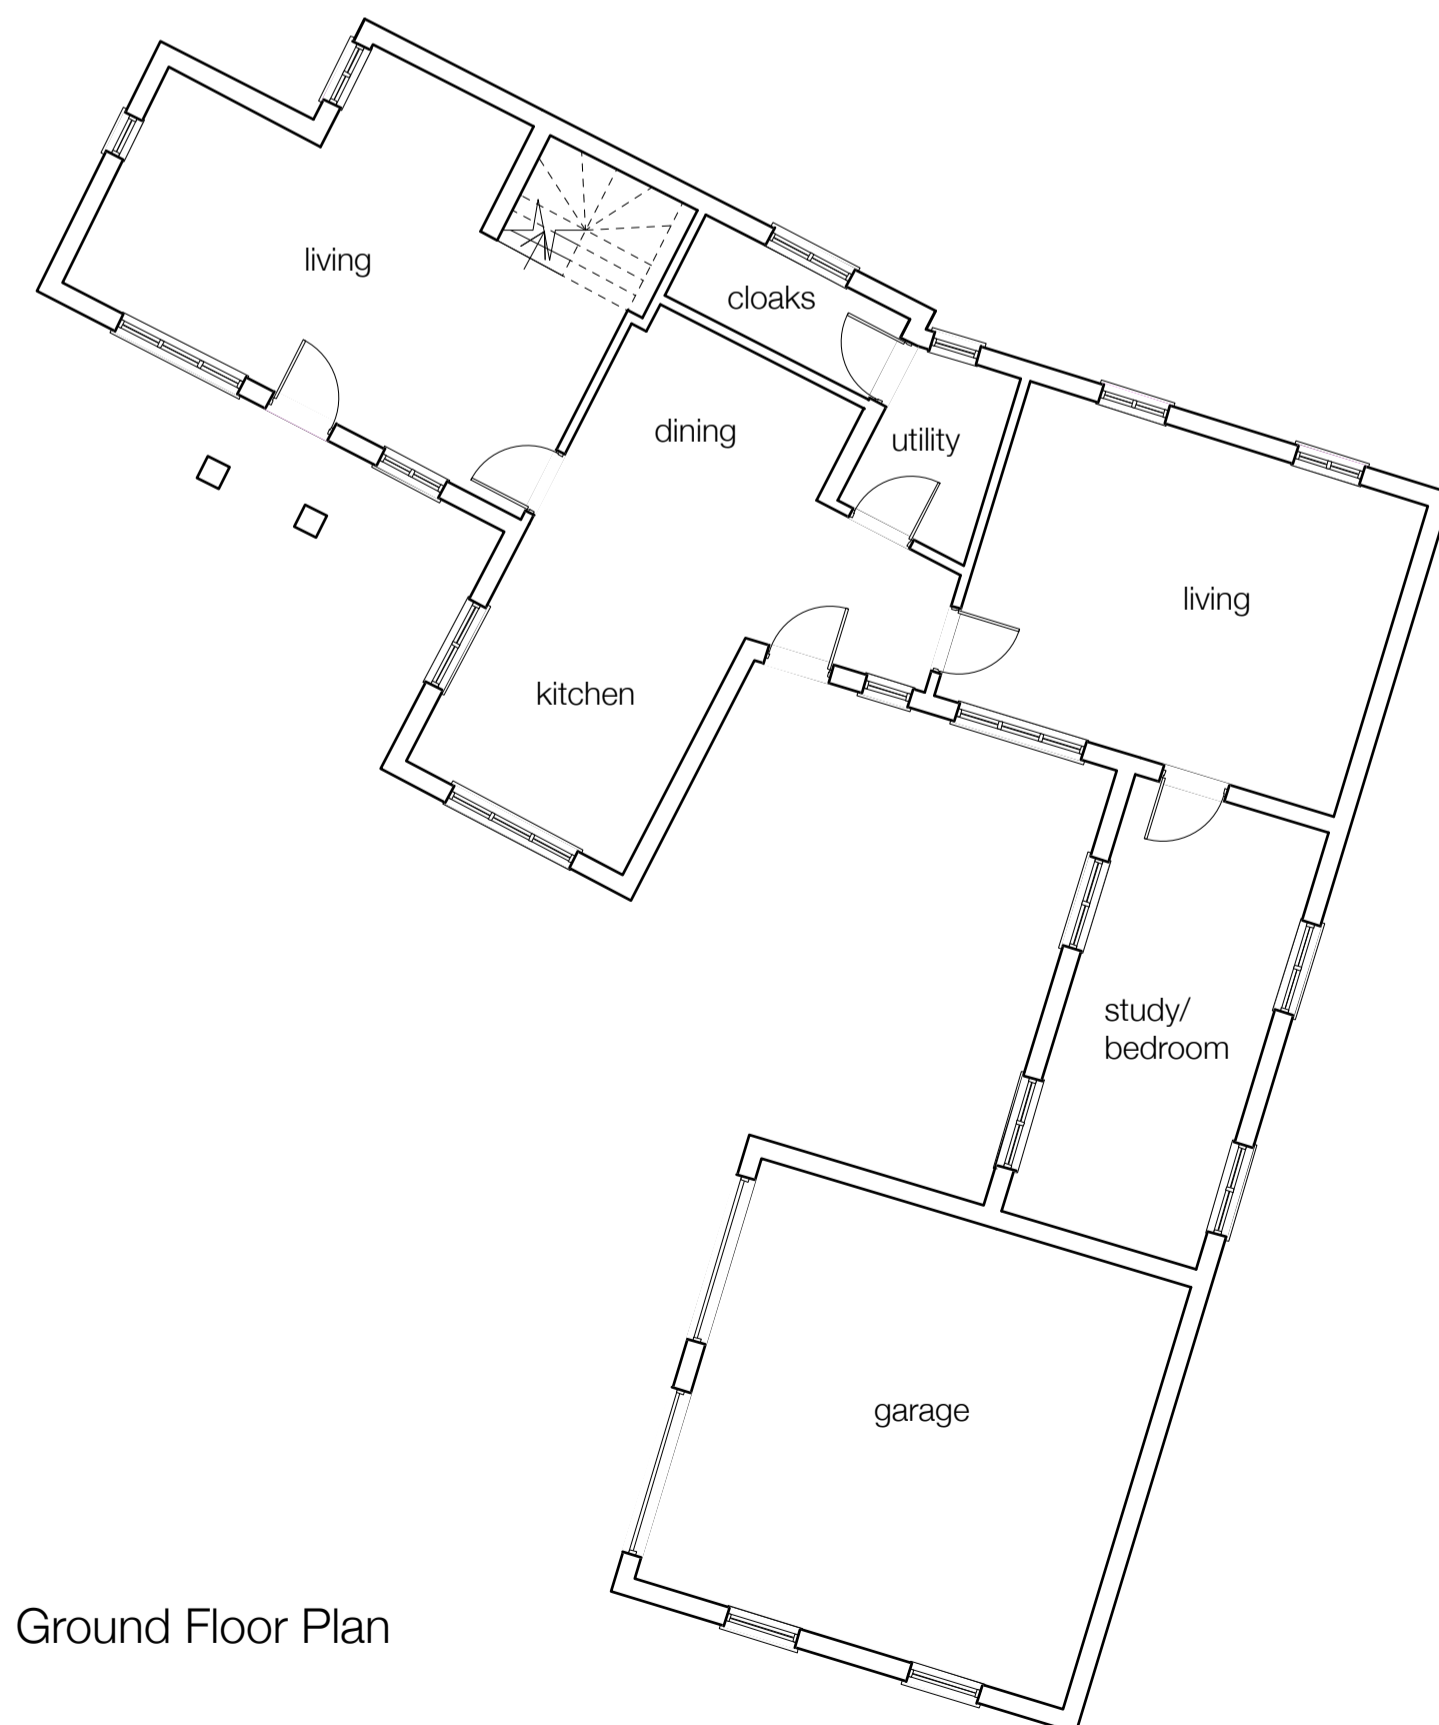 living
cloaks
dining
utility
living
kitchen
study/
bedroom
garage
Ground Floor Plan